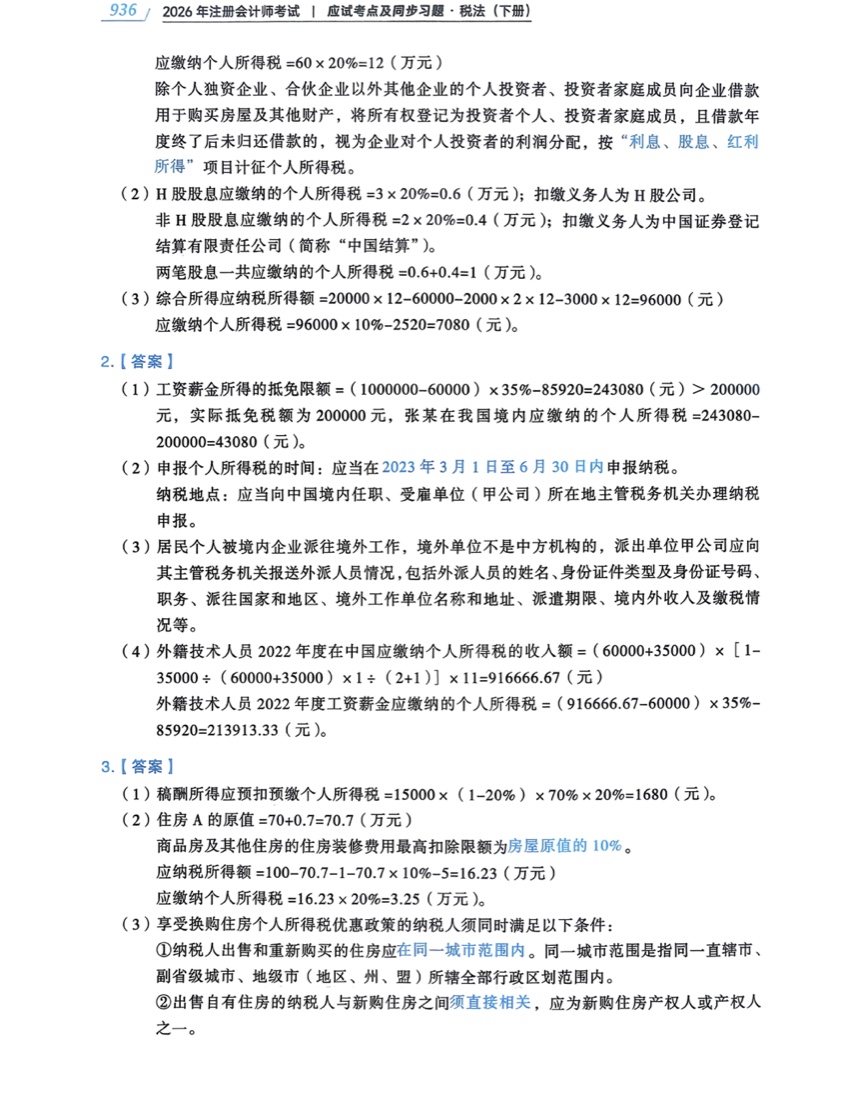 936 / 2026 年注册会计师考试 | 应试考点及同步习题·税法（下册）
应缴纳个人所得税 =60×20%=12（万元）
除个人独资企业、合伙企业以外其他企业的个人投资者、投资者家庭成员向企业借款
用于购买房屋及其他财产，将所有权登记为投资者个人、投资者家庭成员，且借款年
度终了后未归还借款的，视为企业对个人投资者的利润分配，按“利息、股息、红利
所得”项目计征个人所得税。
（2）H 股股息应缴纳的个人所得税 =3×20%=0.6（万元）；扣缴义务人为 H 股公司。
非 H 股股息应缴纳的个人所得税 =2×20%=0.4（万元）；扣缴义务人为中国证券登记
结算有限责任公司（简称“中国结算”）。
两笔股息一共应缴纳的个人所得税 =0.6+0.4=1（万元）。
（3）综合所得应纳税所得额 =20000×12-60000-2000×2×12-3000×12=96000（元）
应缴纳个人所得税 =96000×10%-2520=7080（元）。
2.【答案】
（1）工资薪金所得的抵免限额 =（1000000-60000）×35%-85920=243080（元）＞ 200000
元，实际抵免税额为 200000 元，张某在我国境内应缴纳的个人所得税 =243080-
200000=43080（元）。
（2）申报个人所得税的时间：应当在 2023 年 3 月 1 日至 6 月 30 日内申报纳税。
纳税地点：应当向中国境内任职、受雇单位（甲公司）所在地主管税务机关办理纳税
申报。
（3）居民个人被境内企业派往境外工作，境外单位不是中方机构的，派出单位甲公司应向
其主管税务机关报送外派人员情况，包括外派人员的姓名、身份证件类型及身份证号码、
职务、派往国家和地区、境外工作单位名称和地址、派遣期限、境内外收入及缴税情
况等。
（4）外籍技术人员 2022 年度在中国应缴纳个人所得税的收入额 =（60000+35000）×［1-
35000÷（60000+35000）×1÷（2+1）］×11=916666.67（元）
外籍技术人员 2022 年度工资薪金应缴纳的个人所得税 =（916666.67-60000）×35%-
85920=213913.33（元）。
3.【答案】
（1）稿酬所得应预扣预缴个人所得税 =15000×（1-20%）×70%×20%=1680（元）。
（2）住房 A 的原值 =70+0.7=70.7（万元）
商品房及其他住房的住房装修费用最高扣除限额为房屋原值的 10%。
应纳税所得额 =100-70.7-1-70.7×10%-5=16.23（万元）
应缴纳个人所得税 =16.23×20%=3.25（万元）。
（3）享受换购住房个人所得税优惠政策的纳税人须同时满足以下条件：
①纳税人出售和重新购买的住房应在同一城市范围内。同一城市范围是指同一直辖市、
副省级城市、地级市（地区、州、盟）所辖全部行政区划范围内。
②出售自有住房的纳税人与新购住房之间须直接相关，应为新购住房产权人或产权人
之一。